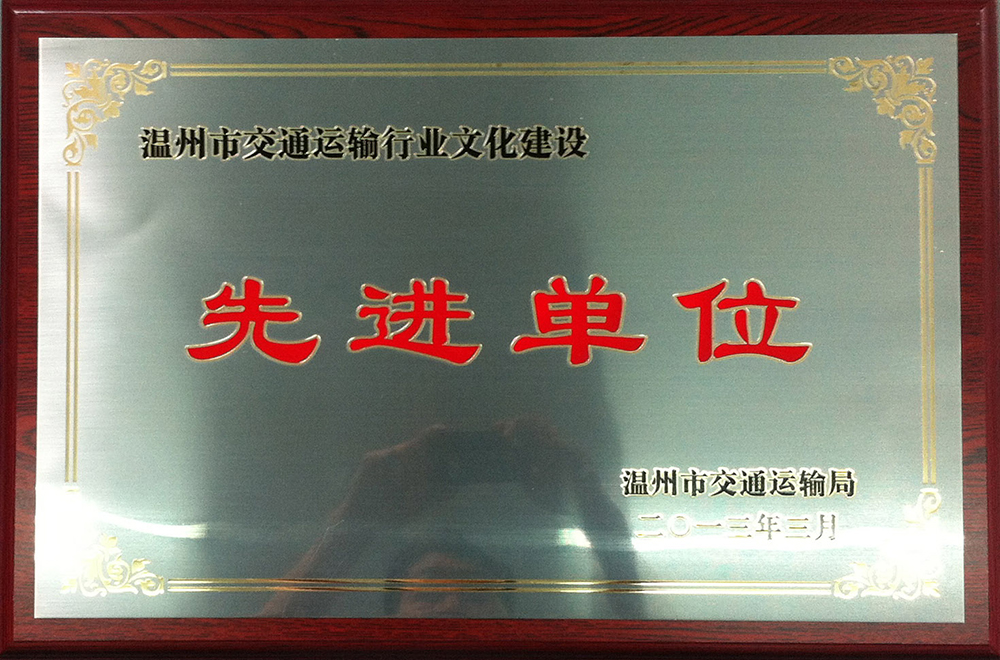 温州市交通运输行业文化建设
先进单位
温州市交通运输局
二〇一三年三月